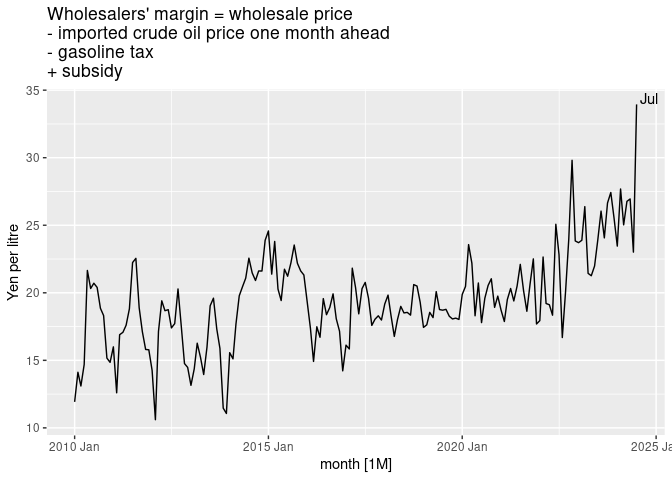 Wholesalers' margin = wholesale price
- imported crude oil price one month ahead
- gasoline tax
+ subsidy
Yen per litre
35
30
25
20
15
10
Jul
2010 Jan
2015 Jan
2020 Jan
2025 Ja
month [1M]